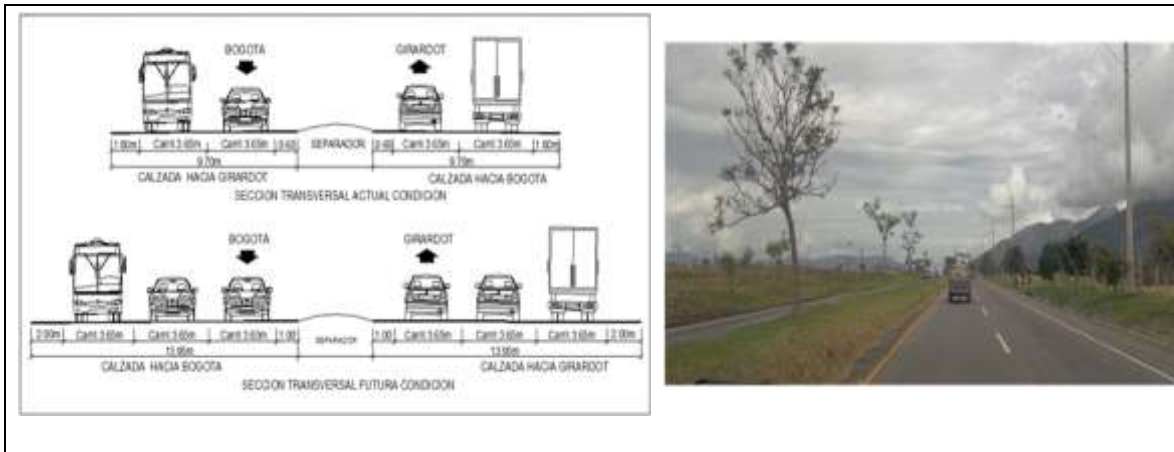 BOGOTA GIRARDOT
1.80m Carril 3.65m Carril 3.65m 0.60 SEPARADOR 0.60 Carril 3.65m Carril 3.65m 1.80m
9.70m 9.70m
CALZADA HACIA GIRARDOT CALZADA HACIA BOGOTA
SECCION TRANSVERSAL ACTUAL CONDICION
BOGOTA GIRARDOT
2.00m Carril 3.65m Carril 3.65m Carril 3.65m 1.00 SEPARADOR 1.00 Carril 3.65m Carril 3.65m Carril 3.65m 2.00m
13.95m 13.95m
CALZADA HACIA BOGOTA CALZADA HACIA GIRARDOT
SECCION TRANSVERSAL FUTURA CONDICION